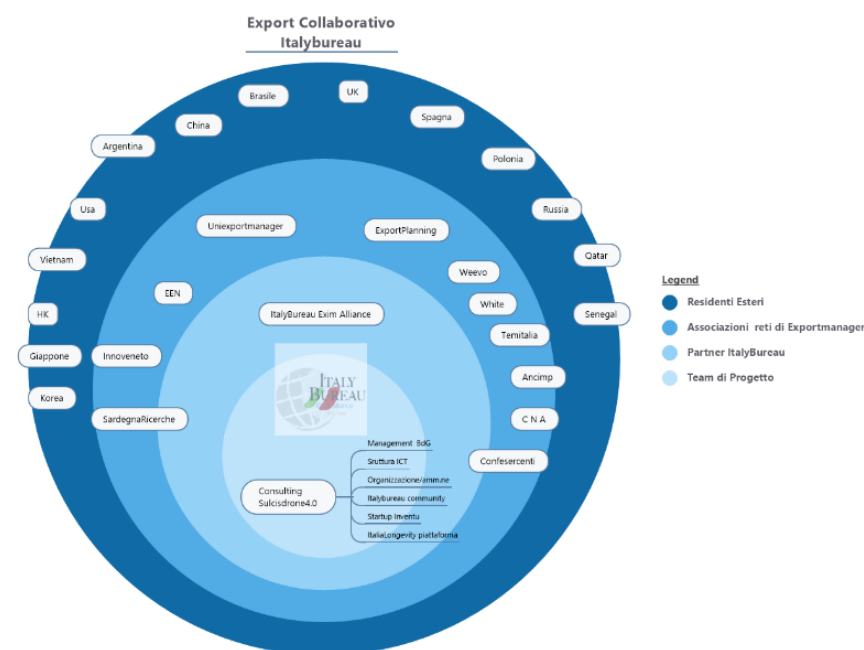 Export Collaborativo
Italybureau
Brasile
UK
China
Spagna
Argentina
Polonia
Usa
Russia
Uniexportmanager
ExportPlanning
Vietnam
Qatar
Weevo
EEN
White
HK
ItalyBureau Exim Alliance
Senegal
Temitalia
Giappone
Innoveneto
Ancimp
Korea
SardegnaRicerche
C N A
Confesercenti
ITALY
BUREAU
Consulting
Sulcisdrone4.0
Management BdG
Sruttura ICT
Organizzazione/amm.ne
Italybureau community
Startup Inventu
ItaliaLongevity piattaforma
Legend
Residenti Esteri
Associazioni reti di Exportmanager
Partner ItalyBureau
Team di Progetto